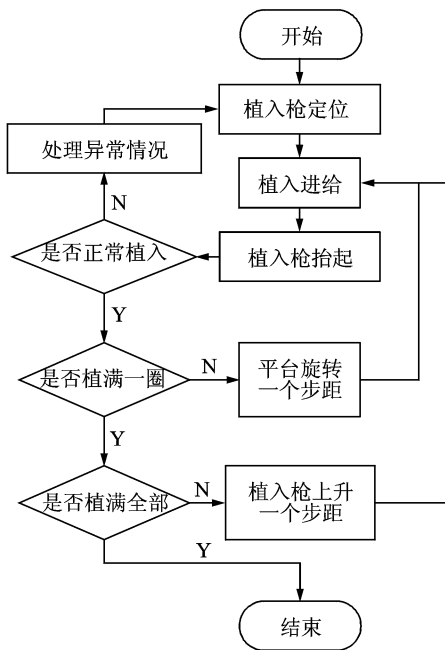 开始
植入枪定位
处理异常情况
植入进给
N
是否正常植入
植入枪抬起
Y
是否植满一圈
N
平台旋转
一个步距
Y
是否植满全部
N
植入枪上升
一个步距
Y
结束